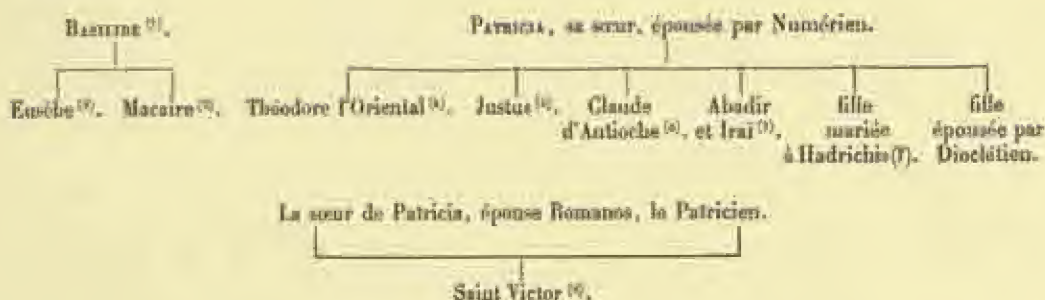 BASILIDE (1).
PATRICIA, sa sœur, épousée par Numérien.
Eusèbe (2). Macaire (3). Théodore l'Oriental (4). Justus (5). Claude Abadir fille fille
d'Antioche (6). et Iraï (7). mariée épousée par
à Hadrichis (?). Dioclétien.
La sœur de Patricia, épouse Romanos, le Patricien.
Saint Victor